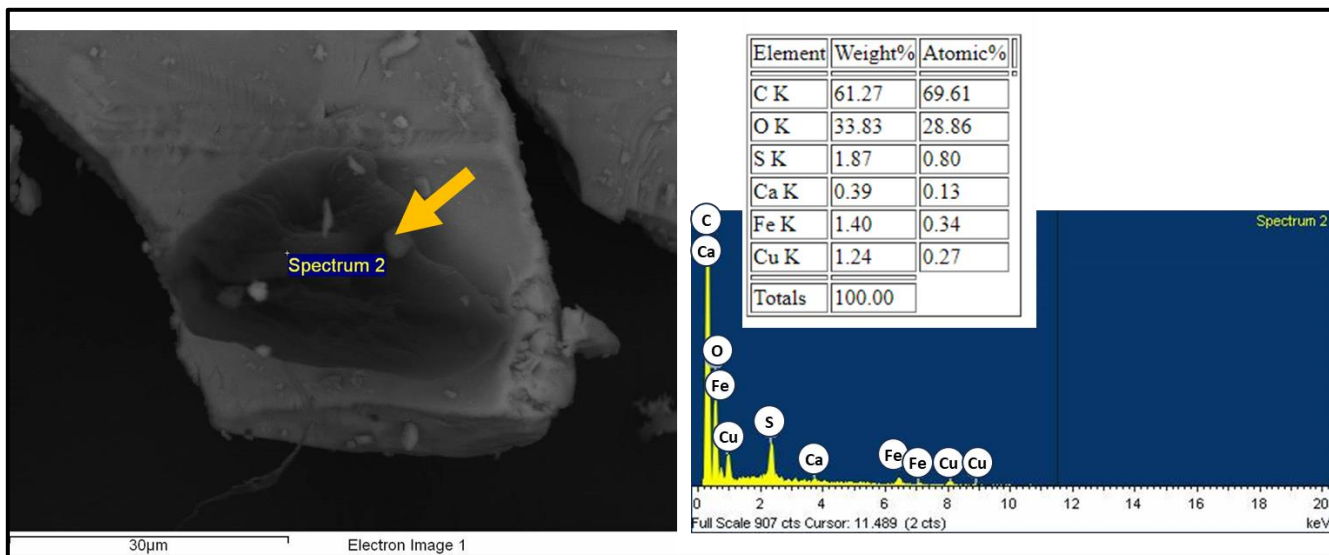 Spectrum 2
30µm
Electron Image 1
Element Weight% Atomic%
C K 61.27 69.61
O K 33.83 28.86
S K 1.87 0.80
Ca K 0.39 0.13
Fe K 1.40 0.34
Cu K 1.24 0.27
Totals 100.00
Spectrum 2
C
Ca
O
Fe
Cu
S
Ca
Fe
Fe
Cu
Cu
0 2 4 6 8 10 12 14 16 18 20
Full Scale 907 cts Cursor: 11.489 (2 cts)
keV